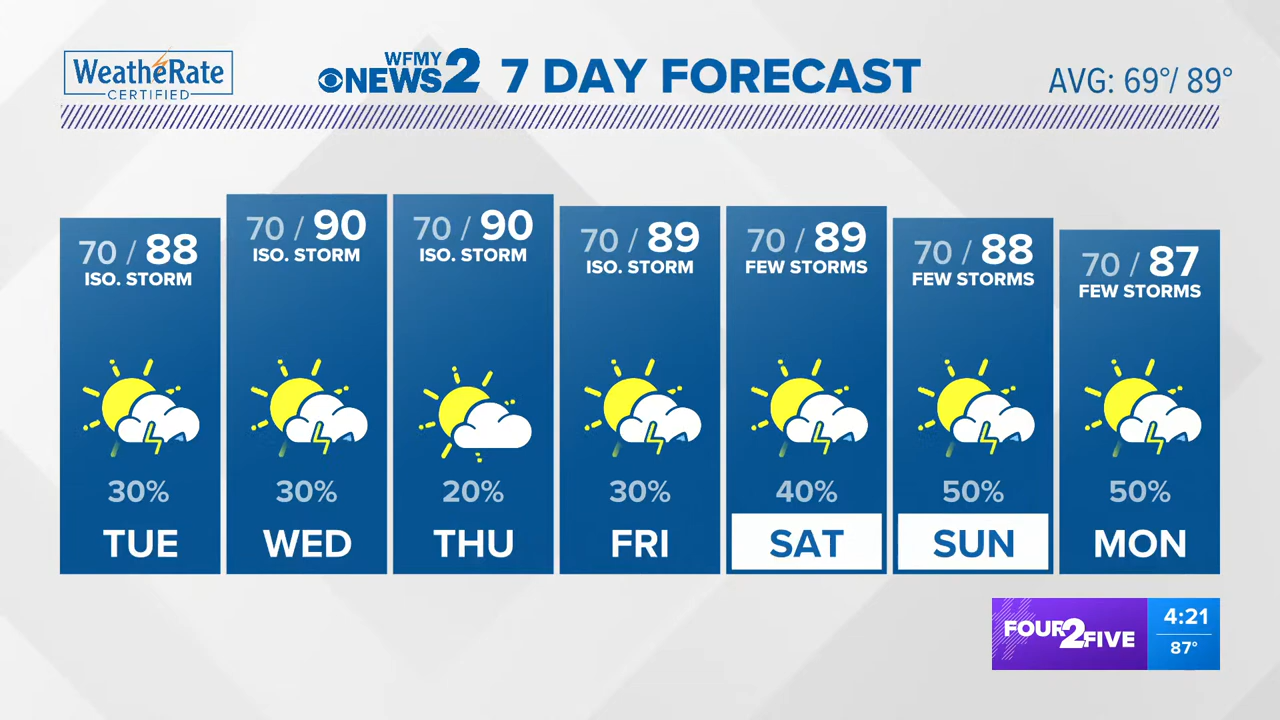 WeatheRate
CERTIFIED
WFMY
NEWS 2
7 DAY FORECAST
AVG: 69°/ 89°
70 / 88
ISO. STORM
30%
TUE
70 / 90
ISO. STORM
30%
WED
70 / 90
ISO. STORM
20%
THU
70 / 89
ISO. STORM
30%
FRI
70 / 89
FEW STORMS
40%
SAT
70 / 88
FEW STORMS
50%
SUN
70 / 87
FEW STORMS
50%
MON
FOUR2FIVE
4:21
87°